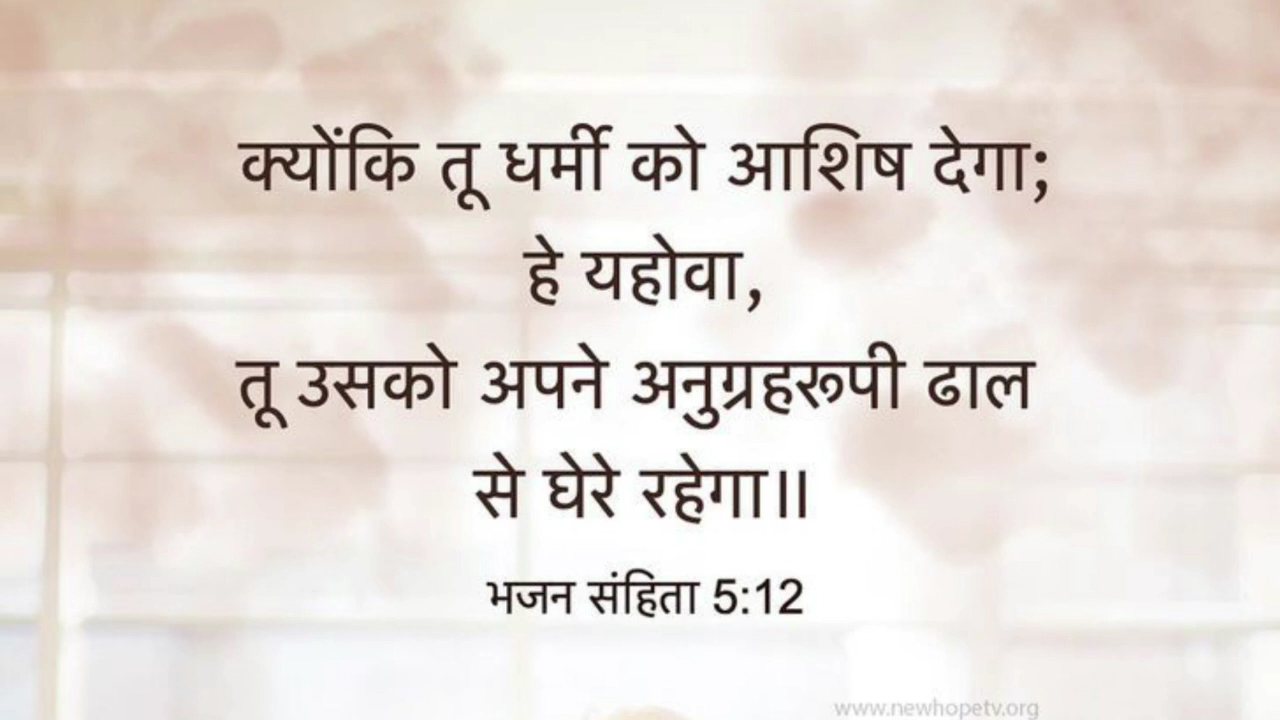 क्योंकि तू धर्मी को आशिष देगा;
हे यहोवा,
तू उसको अपने अनुग्रहरूपी ढाल
से घेरे रहेगा॥
भजन संहिता 5:12
www.newhopetv.org